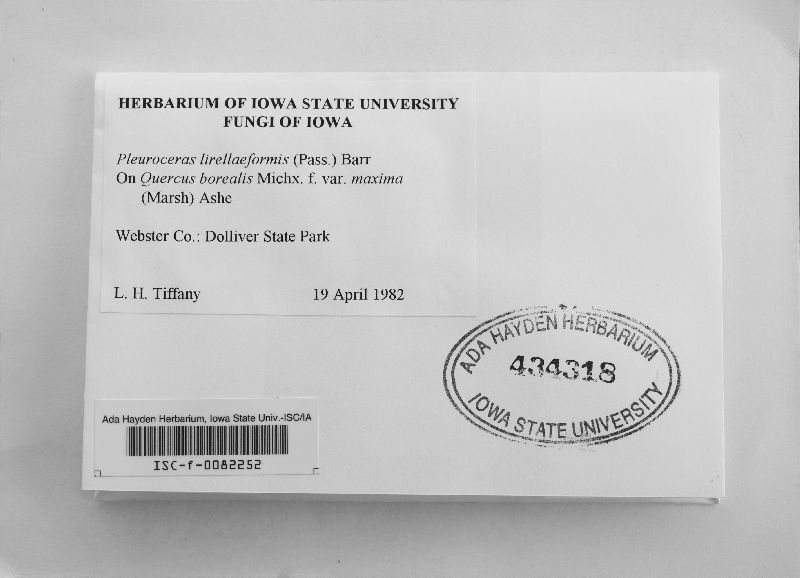 HERBARIUM OF IOWA STATE UNIVERSITY
FUNGI OF IOWA
Pleuroceras lirellaeformis (Pass.) Barr
On Quercus borealis Michx. f. var. maxima
(Marsh) Ashe
Webster Co.: Dolliver State Park
L. H. Tiffany 19 April 1982
ADA HAYDEN HERBARIUM
434318
IOWA STATE UNIVERSITY
Ada Hayden Herbarium, Iowa State Univ.-ISC/IA
ISC-f-0082252